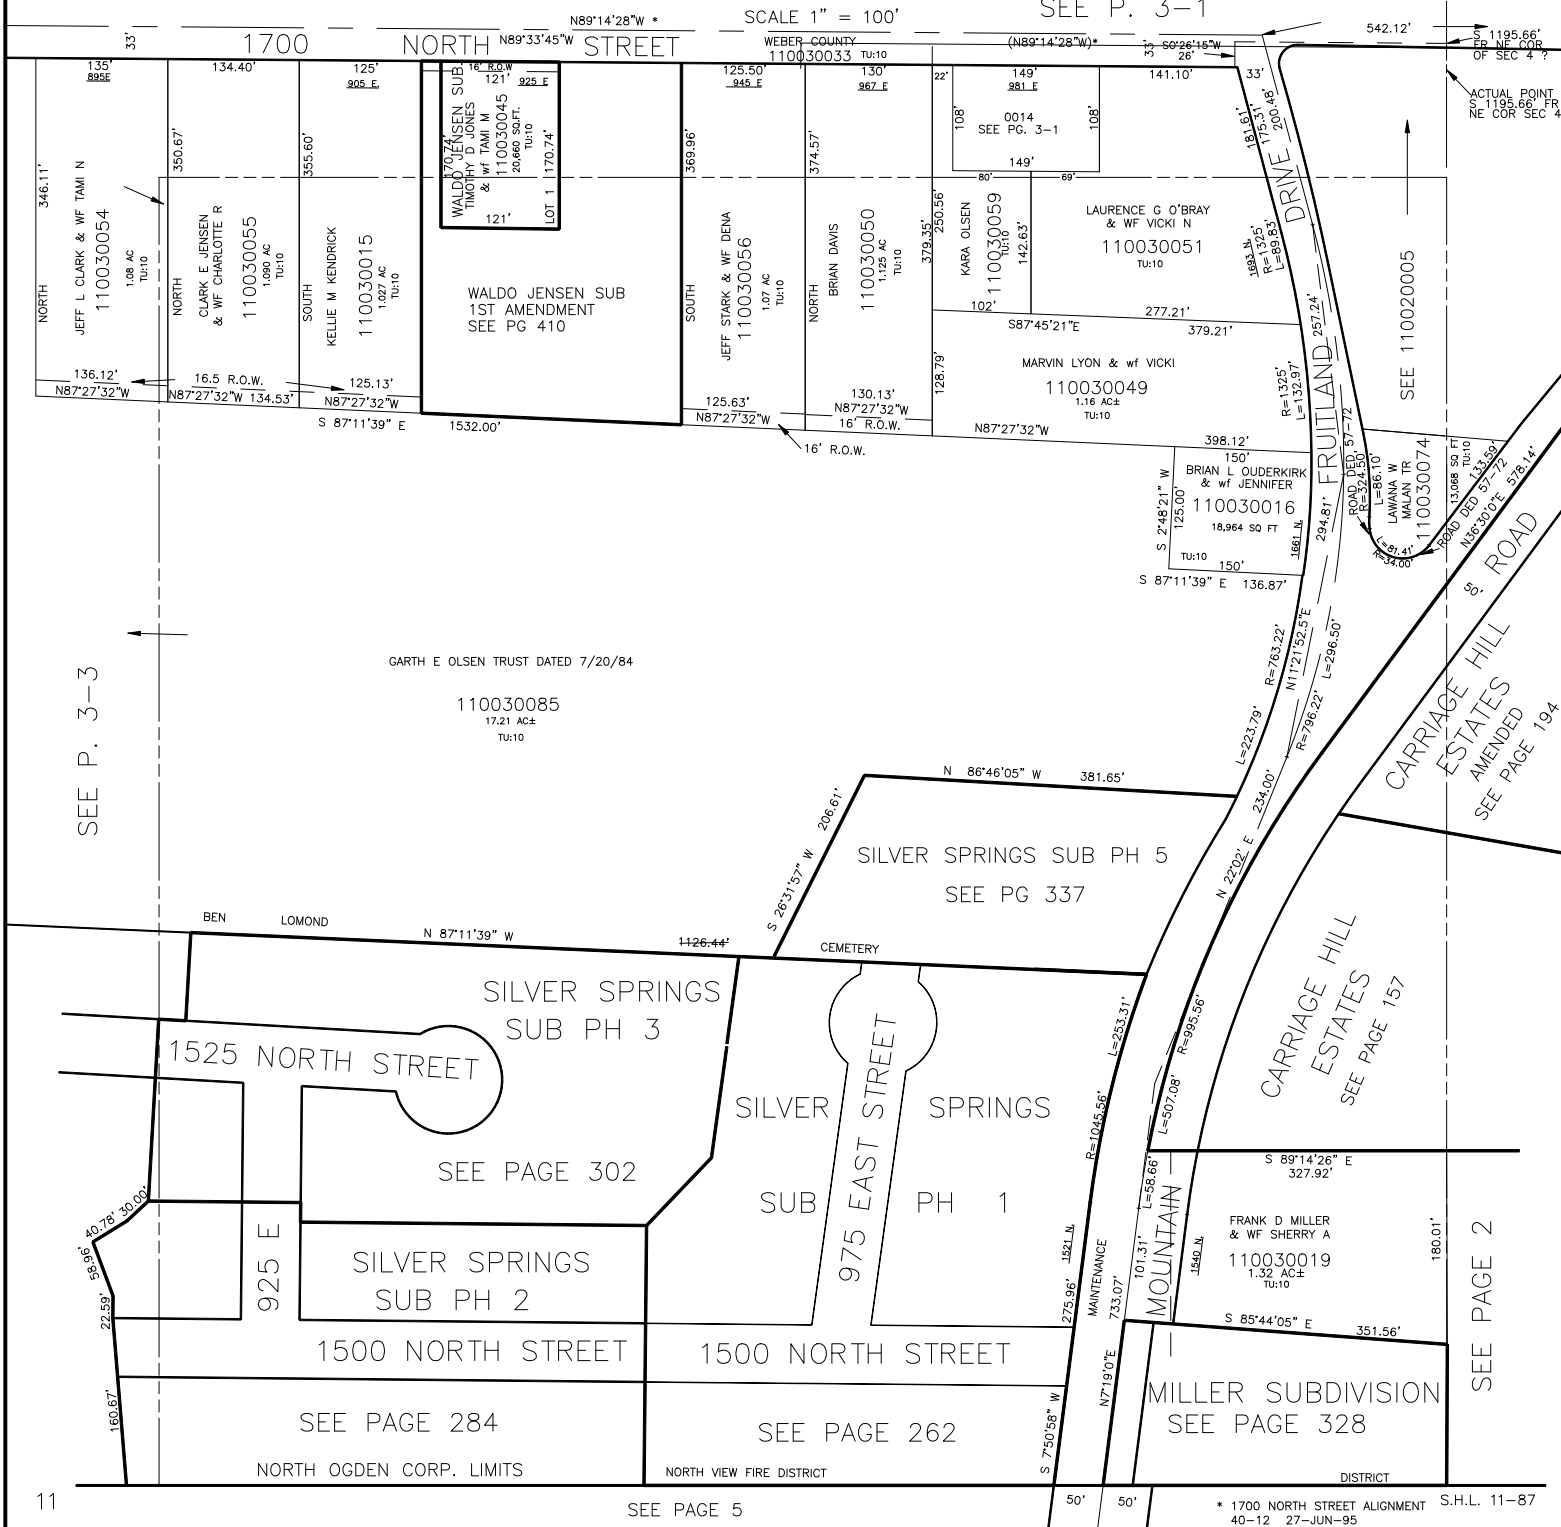 SCALE 1" = 100'
SEE P. 3-1
N89°14'28"W *
33'
1700 NORTH STREET
N89°33'45"W
WEBER COUNTY
110030033 TU:10
(N89°14'28"W)*
33'
S0°26'15"W
26'
542.12'
S 1195.66'
FR NE COR
OF SEC 4 ?
ACTUAL POINT
S 1195.66' FR
NE COR SEC 4
135'
895E
134.40'
125'
905 E.
16' R.O.W
121'
925 E
125.50'
945 E
130'
967 E
22'
149'
981 E
141.10'
33'
108'
0014
SEE PG. 3-1
108'
149'
80'
69'
346.11'
NORTH
JEFF L CLARK & WF TAMI N
110030054
1.08 AC
TU:10
350.67'
NORTH
CLARK E JENSEN
& WF CHARLOTTE R
110030055
1.090 AC
TU:10
355.60'
SOUTH
KELLIE M KENDRICK
110030015
1.027 AC
TU:10
WALDO JENSEN SUB.
170.74'
TIMOTHY D JONES
& wf TAMI M
110030045
20,660 SQ.FT.
TU:10
LOT 1
170.74'
121'
WALDO JENSEN SUB
1ST AMENDMENT
SEE PG 410
369.96'
SOUTH
JEFF STARK & WF DENA
110030056
1.07 AC
TU:10
374.57'
NORTH
BRIAN DAVIS
110030050
1.125 AC
TU:10
379.35'
250.56'
KARA OLSEN
110030059
TU:10
142.63'
102'
LAURENCE G O'BRAY
& WF VICKI N
110030051
TU:10
277.21'
S87°45'21"E
379.21'
128.79'
MARVIN LYON & wf VICKI
110030049
1.16 AC±
TU:10
N87°27'32"W
398.12'
181.61'
175.31'
200.48'
1693 N.
R=1325'
L=89.83'
FRUITLAND DRIVE
257.24'
R=1325'
L=132.97'
SEE 110020005
136.12'
N87°27'32"W
16.5 R.O.W.
N87°27'32"W 134.53'
125.13'
N87°27'32"W
S 87°11'39" E
1532.00'
125.63'
N87°27'32"W
130.13'
N87°27'32"W
16' R.O.W.
16' R.O.W.
150'
BRIAN L OUDERKIRK
& wf JENNIFER
110030016
18,964 SQ FT
TU:10
S 2°48'21" W
125.00'
1661 N.
150'
S 87°11'39" E 136.87'
294.81'
ROAD DED. 57-72
R=324.50'
L=86.10'
LAWANA W
MALAN TR
110030074
13,068 SQ FT
TU:10
133.59'
ROAD DED 57-72
L=81.41'
R=34.00'
N36°30'0"E 578.14'
50'
ROAD
GARTH E OLSEN TRUST DATED 7/20/84
110030085
17.21 AC±
TU:10
SEE P. 3-3
R=763.22'
L=223.79'
N11°21'52.5"E
L=296.50'
R=796.22'
234.00'
N 22°02' E
CARRIAGE HILL
ESTATES
AMENDED
SEE PAGE 194
N 86°46'05" W
381.65'
206.61'
S 26°31'57" W
SILVER SPRINGS SUB PH 5
SEE PG 337
BEN LOMOND
N 87°11'39" W
1126.44'
CEMETERY
SILVER SPRINGS
SUB PH 3
1525 NORTH STREET
SEE PAGE 302
SILVER SPRINGS
SUB PH 1
975 EAST STREET
L=253.31'
R=1045.56'
R=995.56'
L=507.08'
CARRIAGE HILL
ESTATES
SEE PAGE 157
S 89°14'26" E
327.92'
L=58.66'
101.31'
MOUNTAIN
FRANK D MILLER
& WF SHERRY A
110030019
1.32 AC±
TU:10
1540 N.
180.01'
S 85°44'05" E
351.56'
SEE PAGE 2
40.78'
30.00'
58.96'
22.59'
160.67'
925 E
SILVER SPRINGS
SUB PH 2
1500 NORTH STREET
1500 NORTH STREET
1521 N.
275.96'
MAINTENANCE
733.07'
N7°19'0"E
S 7°50'58" W
SEE PAGE 284
SEE PAGE 262
MILLER SUBDIVISION
SEE PAGE 328
NORTH OGDEN CORP. LIMITS
NORTH VIEW FIRE DISTRICT
DISTRICT
11
SEE PAGE 5
50'
50'
* 1700 NORTH STREET ALIGNMENT
40-12 27-JUN-95
S.H.L. 11-87